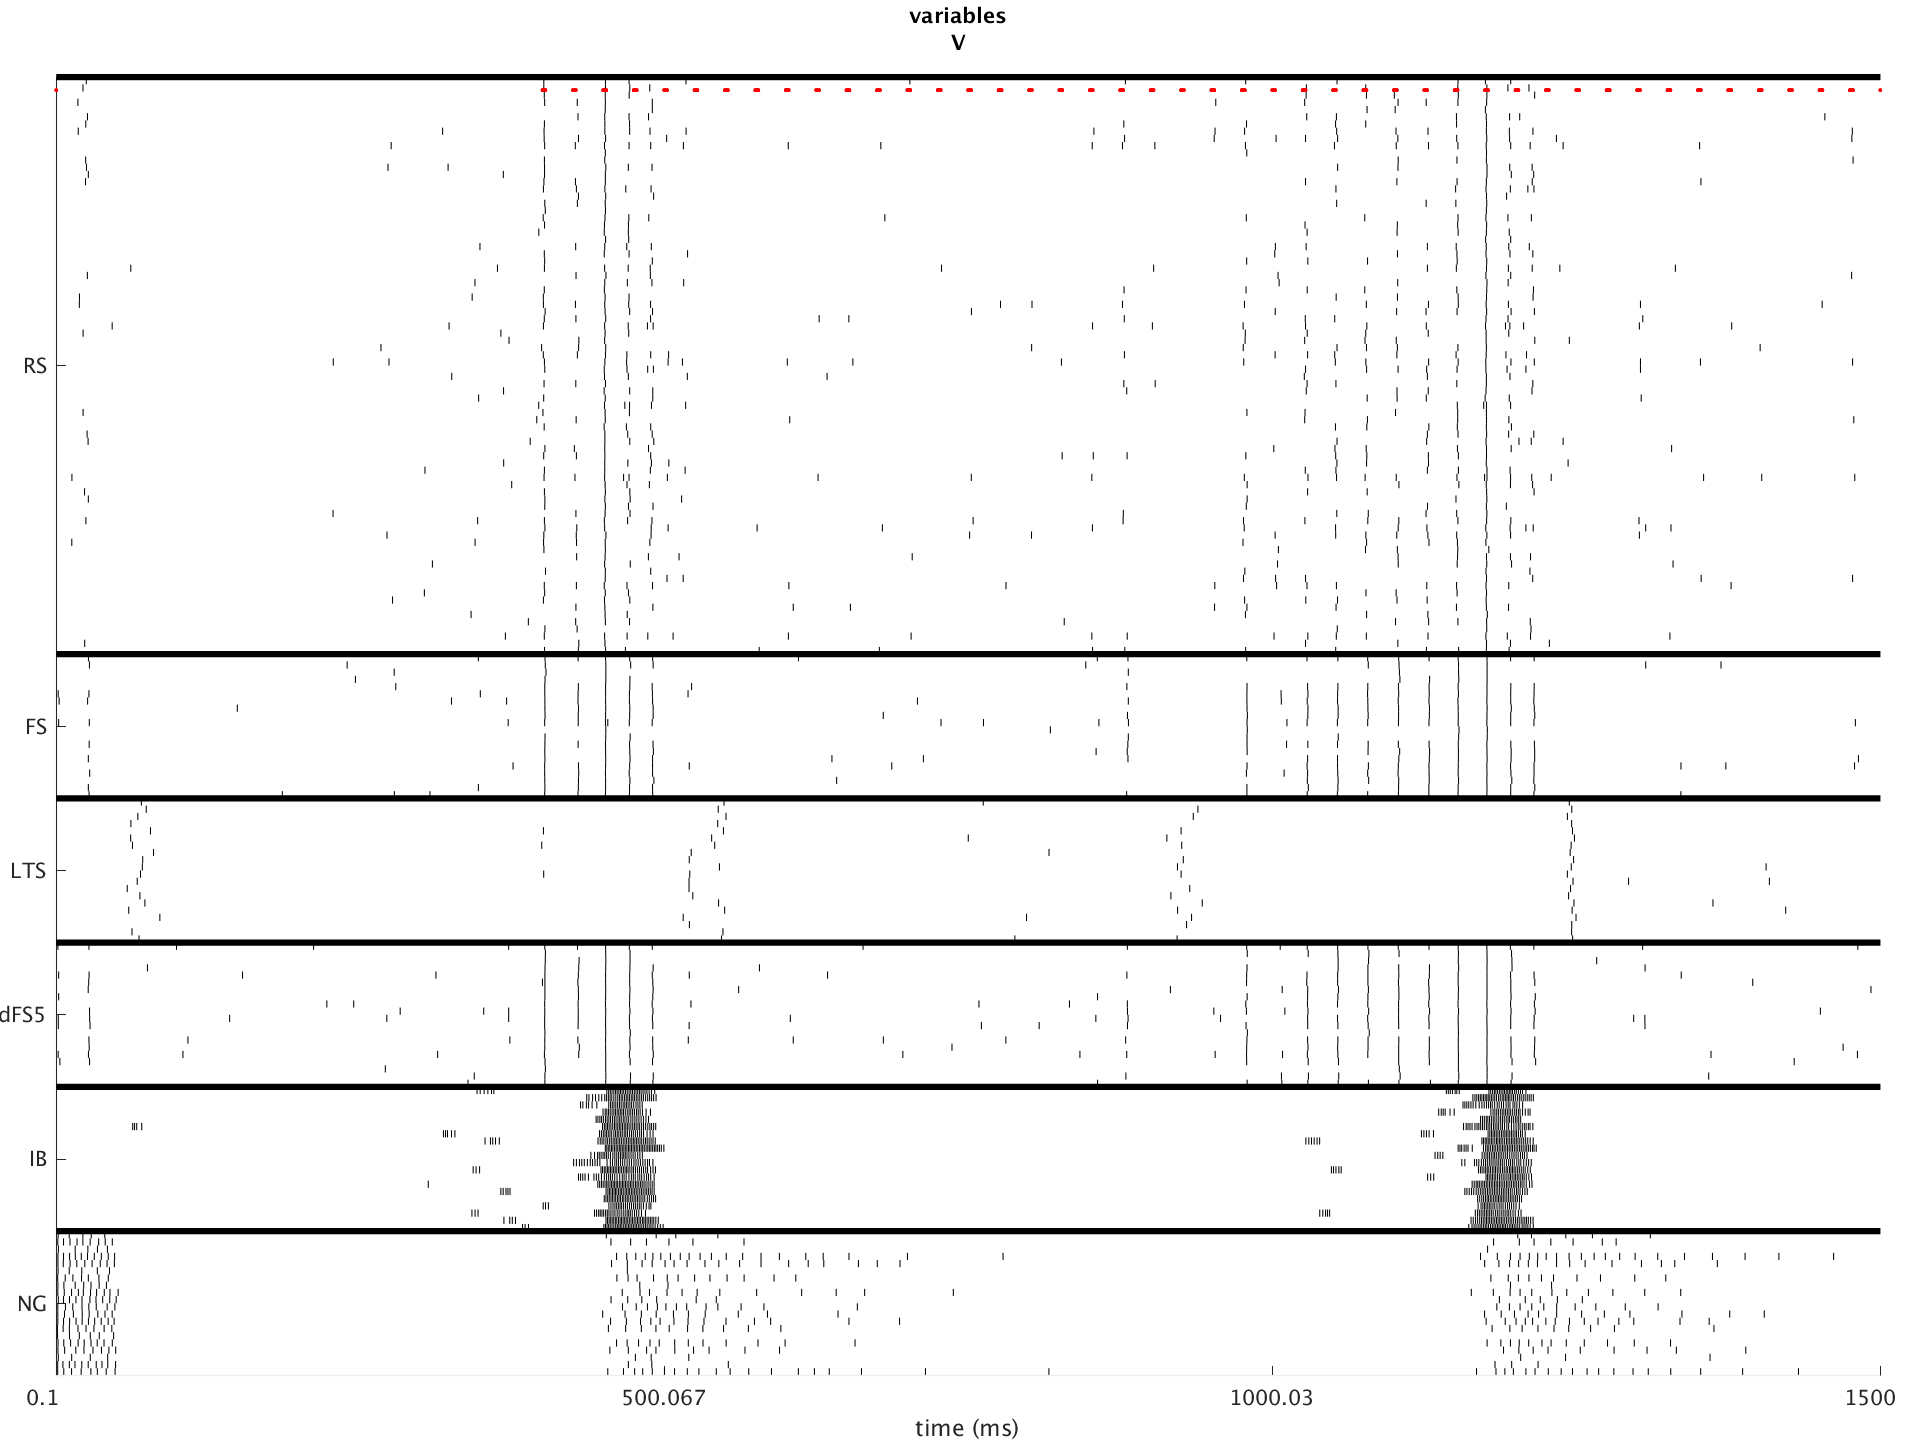 variables
V
RS
FS
LTS
dFS5
IB
NG
0.1
500.067
1000.03
1500
time (ms)